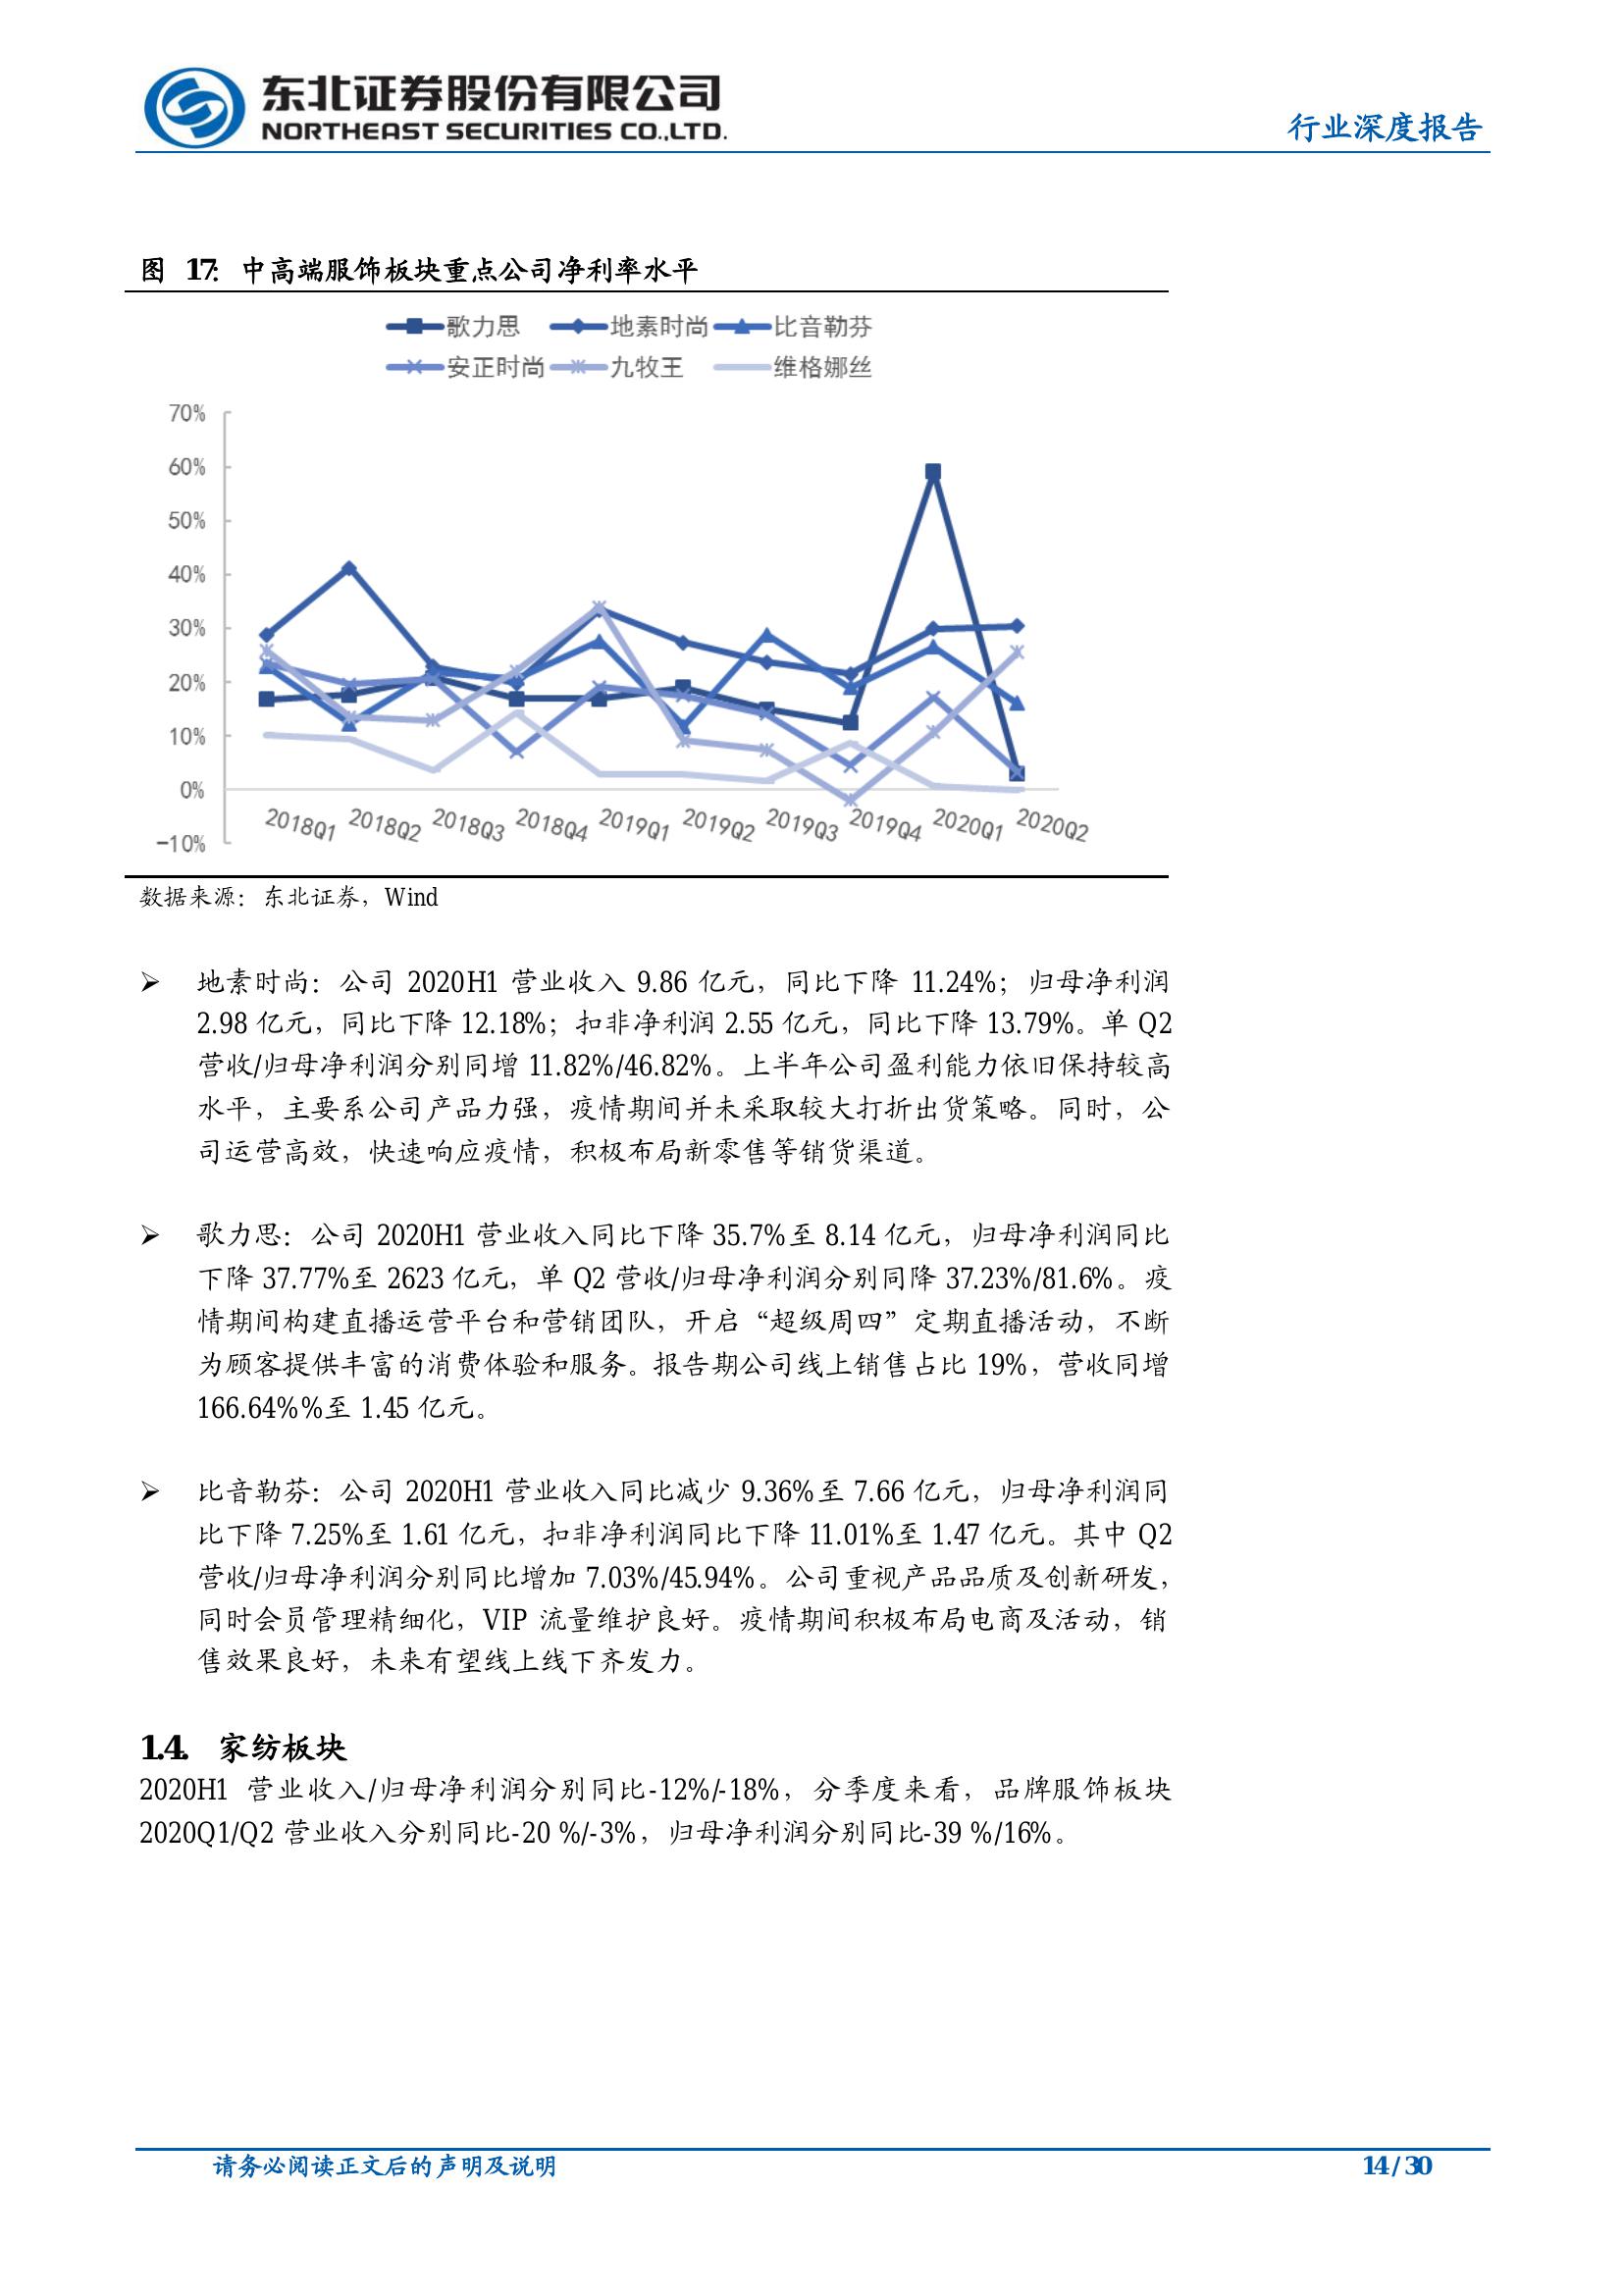 东北证券股份有限公司
NORTHEAST SECURITIES CO.,LTD.
行业深度报告
图 17: 中高端服饰板块重点公司净利率水平
歌力思 地素时尚 比音勒芬
安正时尚 九牧王 维格娜丝
70%
60%
50%
40%
30%
20%
10%
0%
-10%
2018Q1 2018Q2 2018Q3 2018Q4 2019Q1 2019Q2 2019Q3 2019Q4 2020Q1 2020Q2
数据来源：东北证券，Wind
➢ 地素时尚：公司 2020H1 营业收入 9.86 亿元，同比下降 11.24%；归母净利润
2.98 亿元，同比下降 12.18%；扣非净利润 2.55 亿元，同比下降 13.79%。单 Q2
营收/归母净利润分别同增 11.82%/46.82%。上半年公司盈利能力依旧保持较高
水平，主要系公司产品力强，疫情期间并未采取较大打折出货策略。同时，公
司运营高效，快速响应疫情，积极布局新零售等销货渠道。
➢ 歌力思：公司 2020H1 营业收入同比下降 35.7%至 8.14 亿元，归母净利润同比
下降 37.77%至 2623 亿元，单 Q2 营收/归母净利润分别同降 37.23%/81.6%。疫
情期间构建直播运营平台和营销团队，开启“超级周四”定期直播活动，不断
为顾客提供丰富的消费体验和服务。报告期公司线上销售占比 19%，营收同增
166.64%%至 1.45 亿元。
➢ 比音勒芬：公司 2020H1 营业收入同比减少 9.36%至 7.66 亿元，归母净利润同
比下降 7.25%至 1.61 亿元，扣非净利润同比下降 11.01%至 1.47 亿元。其中 Q2
营收/归母净利润分别同比增加 7.03%/45.94%。公司重视产品品质及创新研发，
同时会员管理精细化，VIP 流量维护良好。疫情期间积极布局电商及活动，销
售效果良好，未来有望线上线下齐发力。
1.4. 家纺板块
2020H1 营业收入/归母净利润分别同比-12%/-18%，分季度来看，品牌服饰板块
2020Q1/Q2 营业收入分别同比-20 %/-3%，归母净利润分别同比-39 %/16%。
请务必阅读正文后的声明及说明
14 / 30